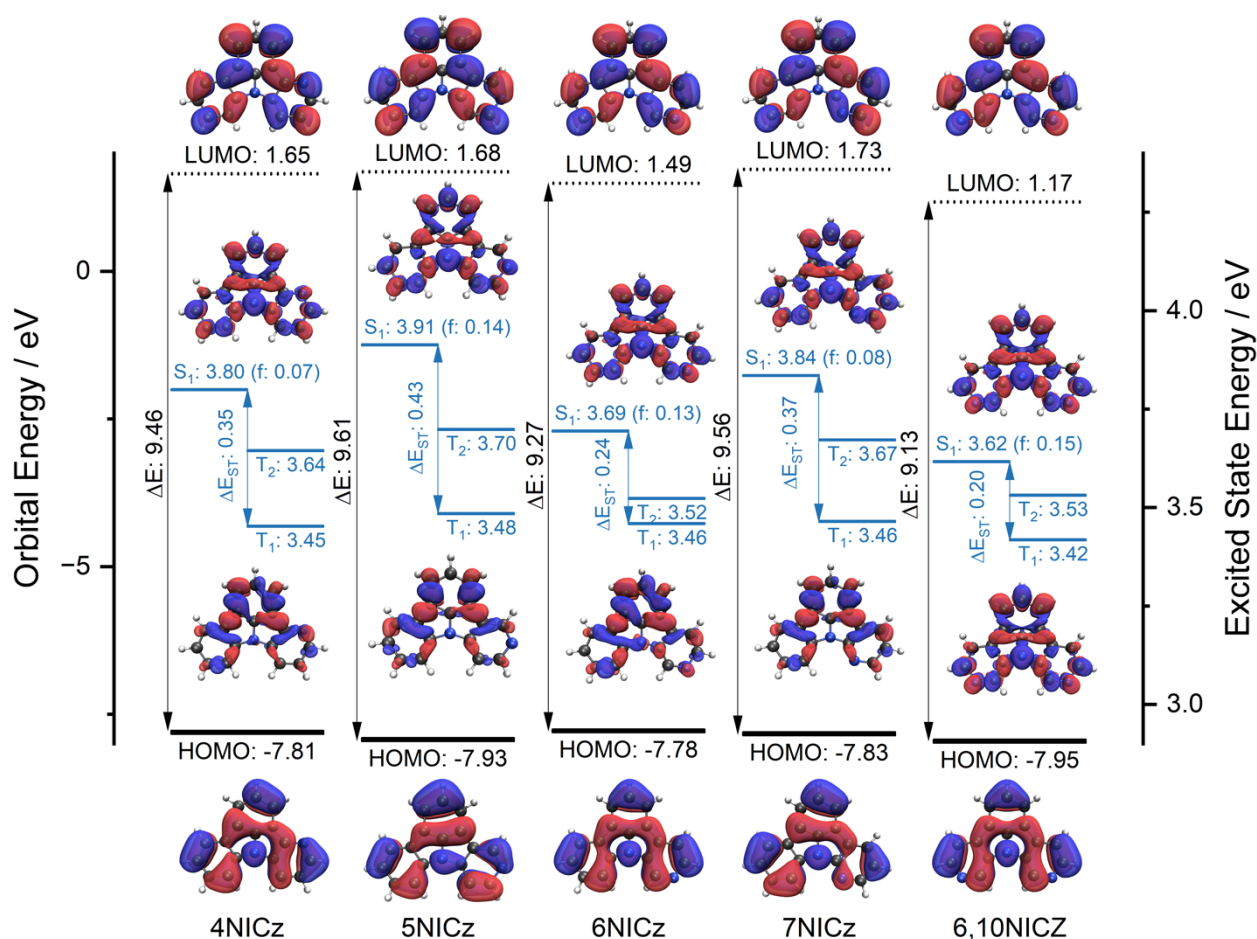 LUMO: 1.65
LUMO: 1.68
LUMO: 1.49
LUMO: 1.73
LUMO: 1.17
Orbital Energy / eV
0
−5
ΔE: 9.46
S₁: 3.80 (f: 0.07)
ΔE_ST: 0.35
T₂: 3.64
T₁: 3.45
ΔE: 9.61
S₁: 3.91 (f: 0.14)
ΔE_ST: 0.43
T₂: 3.70
T₁: 3.48
ΔE: 9.27
S₁: 3.69 (f: 0.13)
ΔE_ST: 0.24
T₂: 3.52
T₁: 3.46
ΔE: 9.56
S₁: 3.84 (f: 0.08)
ΔE_ST: 0.37
T₂: 3.67
T₁: 3.46
ΔE: 9.13
S₁: 3.62 (f: 0.15)
ΔE_ST: 0.20
T₂: 3.53
T₁: 3.42
4.0
3.5
3.0
Excited State Energy / eV
HOMO: -7.81
HOMO: -7.93
HOMO: -7.78
HOMO: -7.83
HOMO: -7.95
4NICz
5NICz
6NICz
7NICz
6,10NICZ